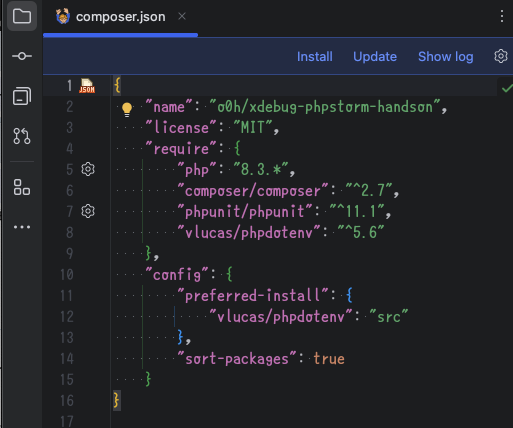 composer.json
Install Update Show log
1 JSON {
2 "name": "o0h/xdebug-phpstorm-handson",
3 "license": "MIT",
4 "require": {
5 "php": "8.3.*",
6 "composer/composer": "^2.7",
7 "phpunit/phpunit": "^11.1",
8 "vlucas/phpdotenv": "^5.6"
9 },
10 "config": {
11 "preferred-install": {
12 "vlucas/phpdotenv": "src"
13 },
14 "sort-packages": true
15 }
16 }
17